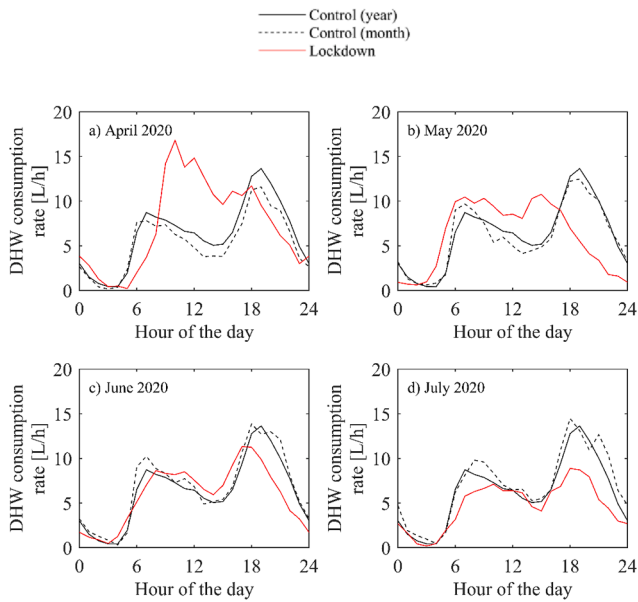 Control (year)
Control (month)
Lockdown
a) April 2020
b) May 2020
DHW consumption
rate [L/h]
20
15
10
5
0
0 6 12 18 24
Hour of the day
DHW consumption
rate [L/h]
20
15
10
5
0
0 6 12 18 24
Hour of the day
c) June 2020
d) July 2020
DHW consumption
rate [L/h]
20
15
10
5
0
0 6 12 18 24
Hour of the day
DHW consumption
rate [L/h]
20
15
10
5
0
0 6 12 18 24
Hour of the day